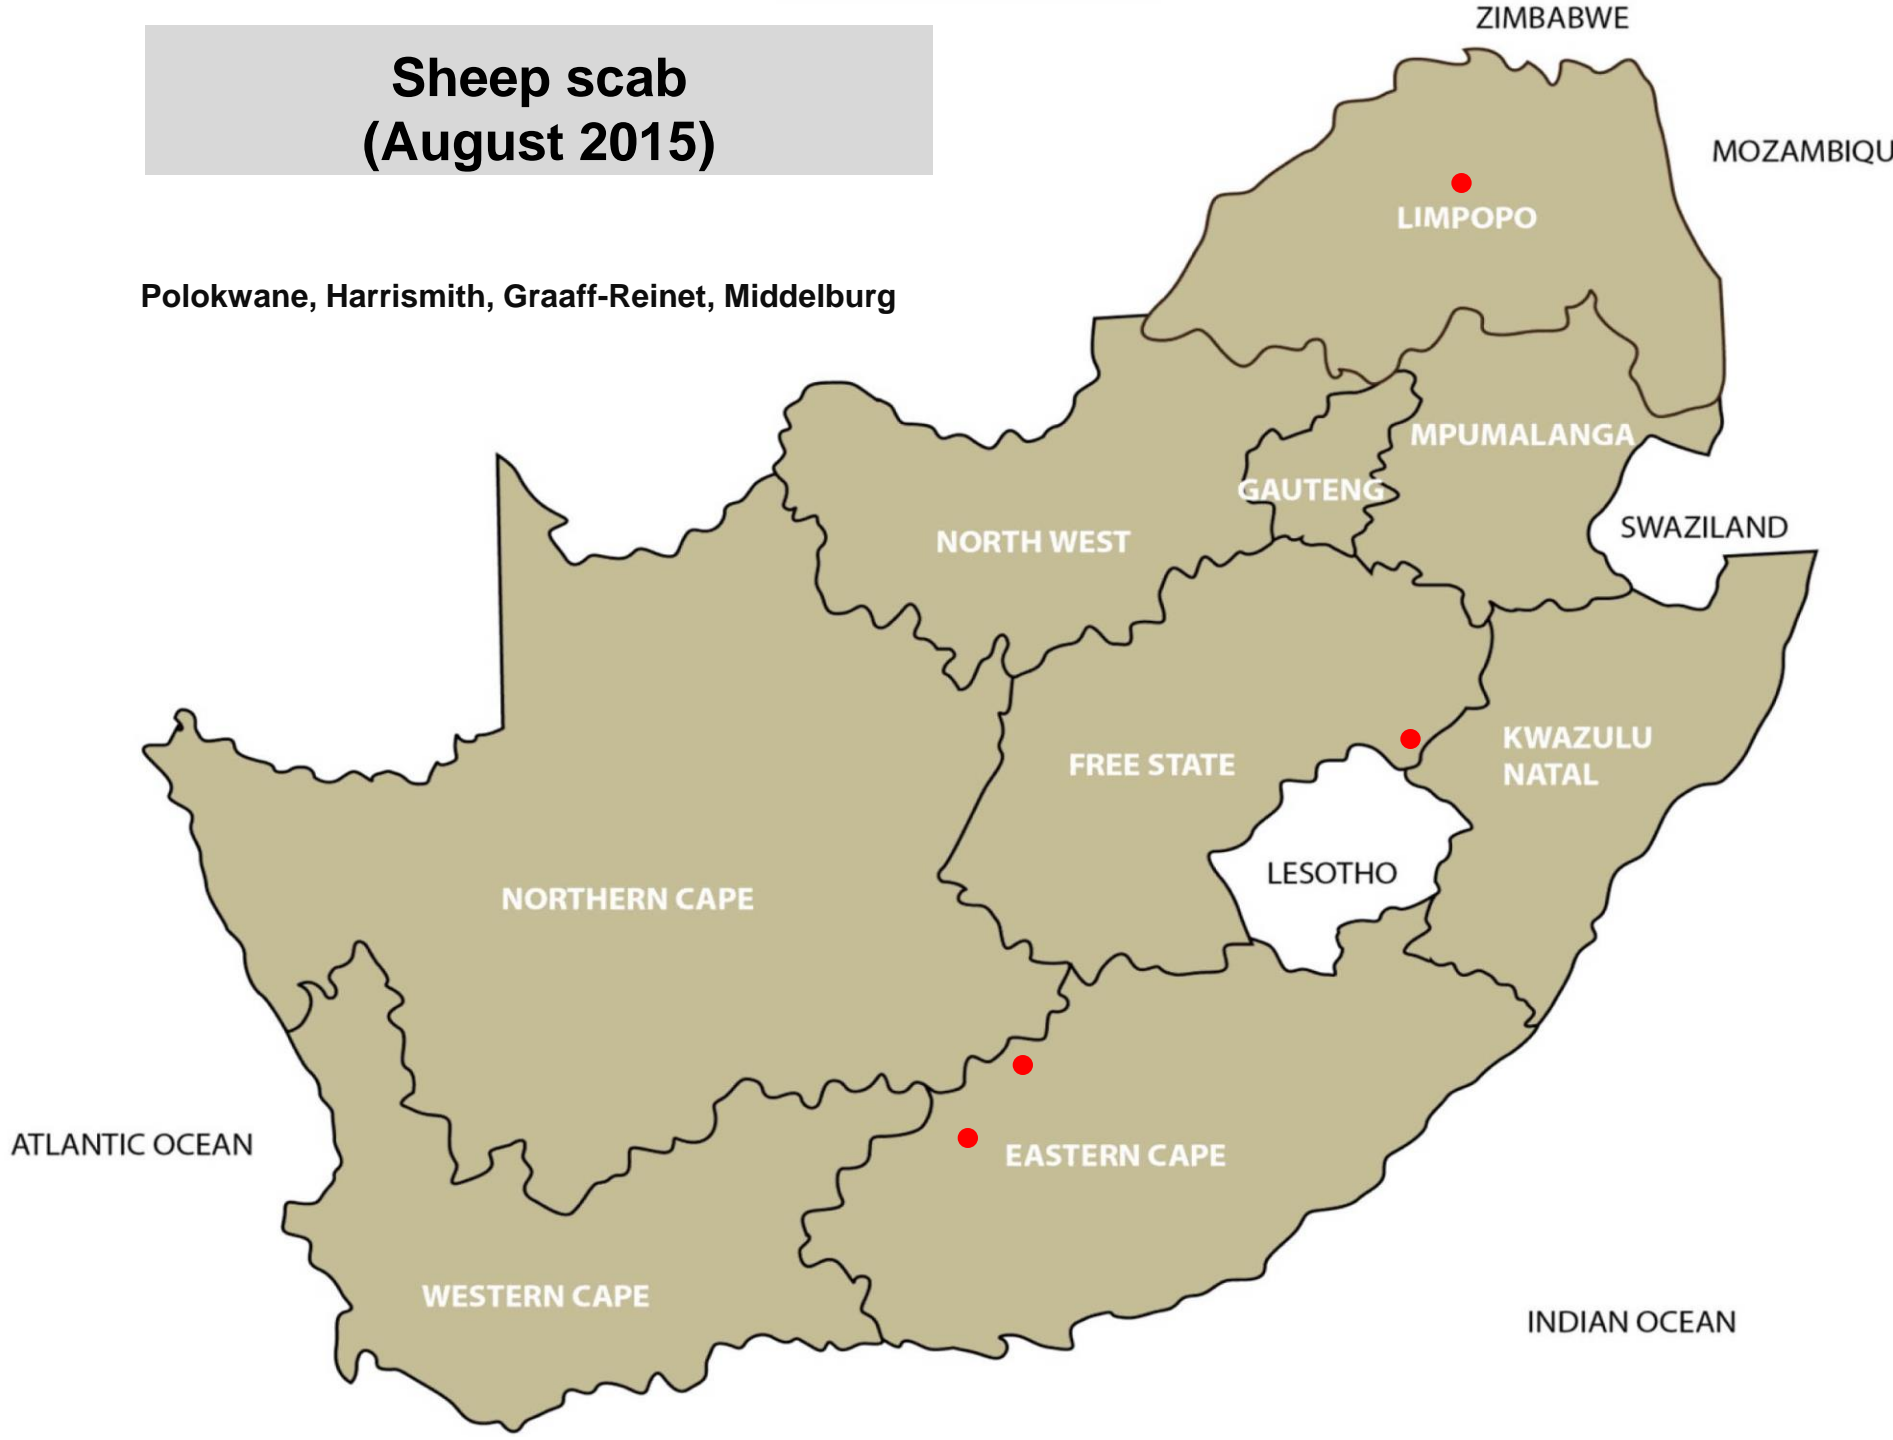 ZIMBABWE
Sheep scab
(August 2015)
MOZAMBIQU
LIMPOPO
Polokwane, Harrismith, Graaff-Reinet, Middelburg
MPUMALANGA
GAUTENG
SWAZILAND
NORTH WEST
KWAZULU
NATAL
FREE STATE
LESOTHO
NORTHERN CAPE
ATLANTIC OCEAN
EASTERN CAPE
WESTERN CAPE
INDIAN OCEAN